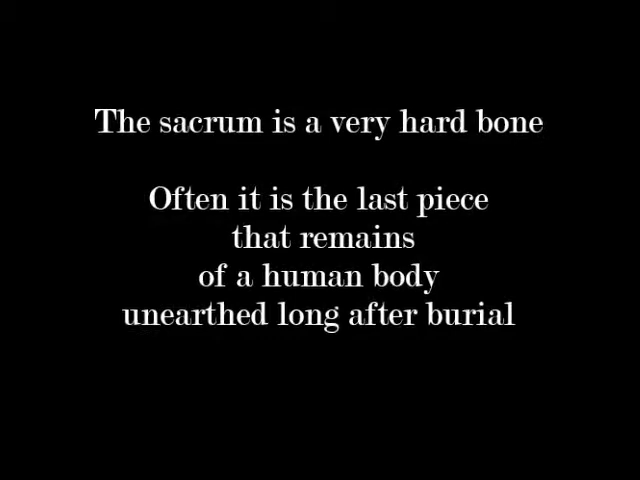 The sacrum is a very hard bone
Often it is the last piece
that remains
of a human body
unearthed long after burial